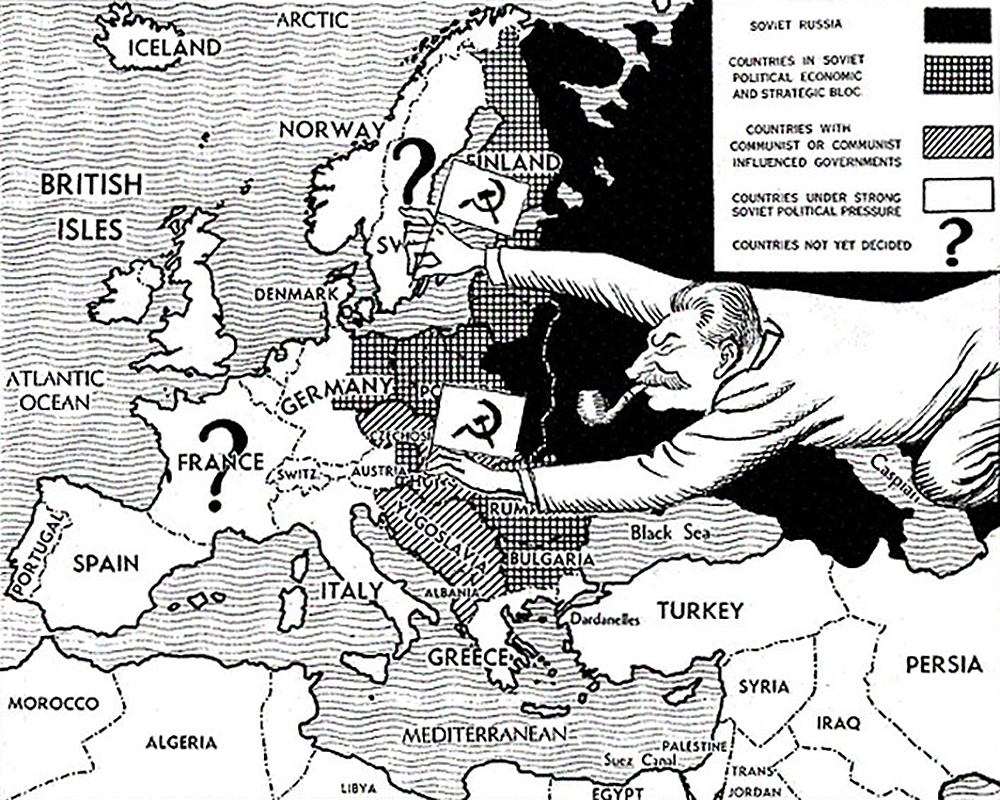 ARCTIC
ICELAND
SOVIET RUSSIA
COUNTRIES IN SOVIET
POLITICAL ECONOMIC
AND STRATEGIC BLOC
COUNTRIES WITH
COMMUNIST OR COMMUNIST
INFLUENCED GOVERNMENTS
COUNTRIES UNDER STRONG
SOVIET POLITICAL PRESSURE
COUNTRIES NOT YET DECIDED
?
NORWAY
?
FINLAND
BRITISH
ISLES
SW
DENMARK
ATLANTIC
OCEAN
GERMANY
PO
?
FRANCE
CZECHOSL
SWITZ.
AUSTRIA
HU
Caspian
PORTUGAL
SPAIN
YUGOSLAVIA
RUM
Black Sea
BULGARIA
ITALY
ALBANIA
Dardanelles
TURKEY
GREECE
PERSIA
SYRIA
MOROCCO
ALGERIA
MEDITERRANEAN
IRAQ
PALESTINE
Suez Canal
TRANS
JORDAN
LIBYA
EGYPT